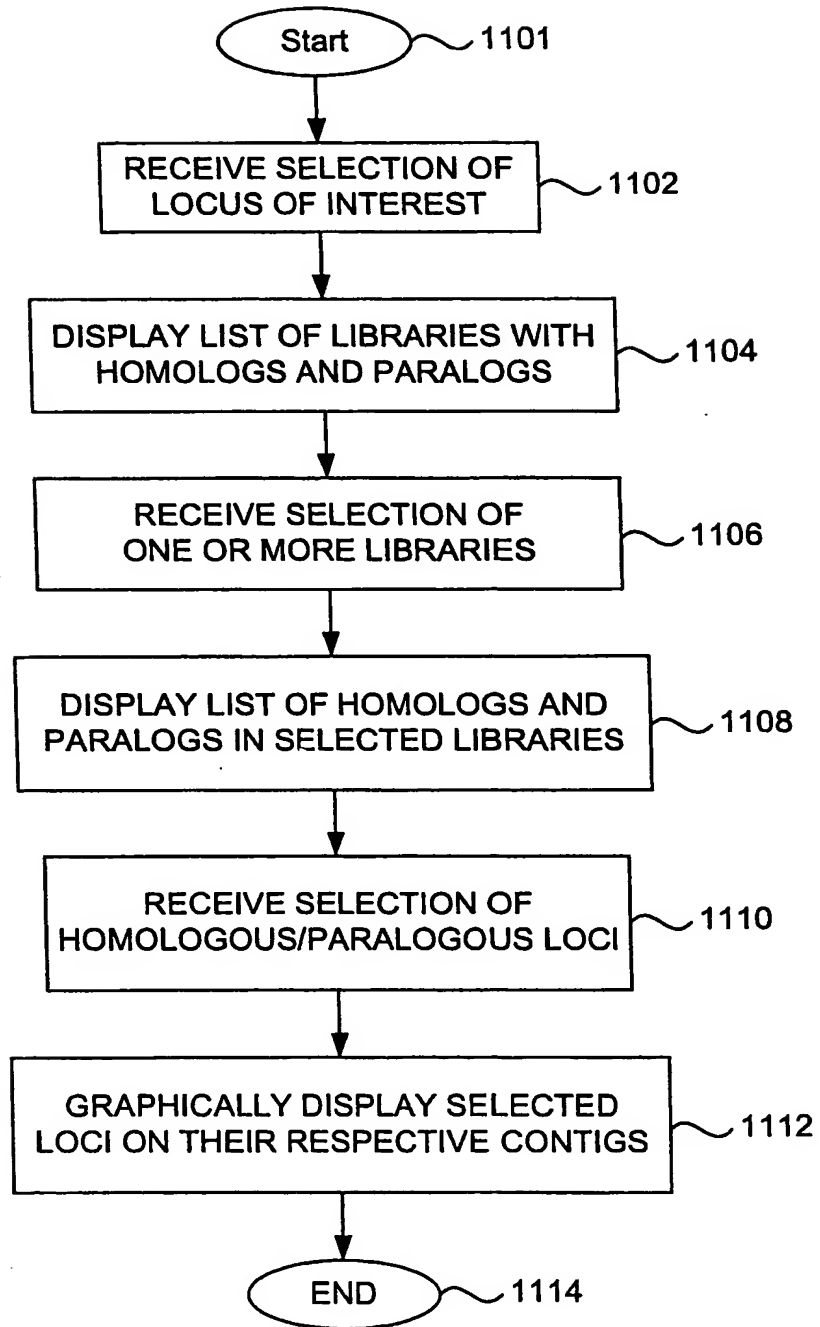 Start
1101
RECEIVE SELECTION OF
LOCUS OF INTEREST
1102
DISPLAY LIST OF LIBRARIES WITH
HOMOLOGS AND PARALOGS
1104
RECEIVE SELECTION OF
ONE OR MORE LIBRARIES
1106
DISPLAY LIST OF HOMOLOGS AND
PARALOGS IN SELECTED LIBRARIES
1108
RECEIVE SELECTION OF
HOMOLOGOUS/PARALOGOUS LOCI
1110
GRAPHICALLY DISPLAY SELECTED
LOCI ON THEIR RESPECTIVE CONTIGS
1112
END
1114